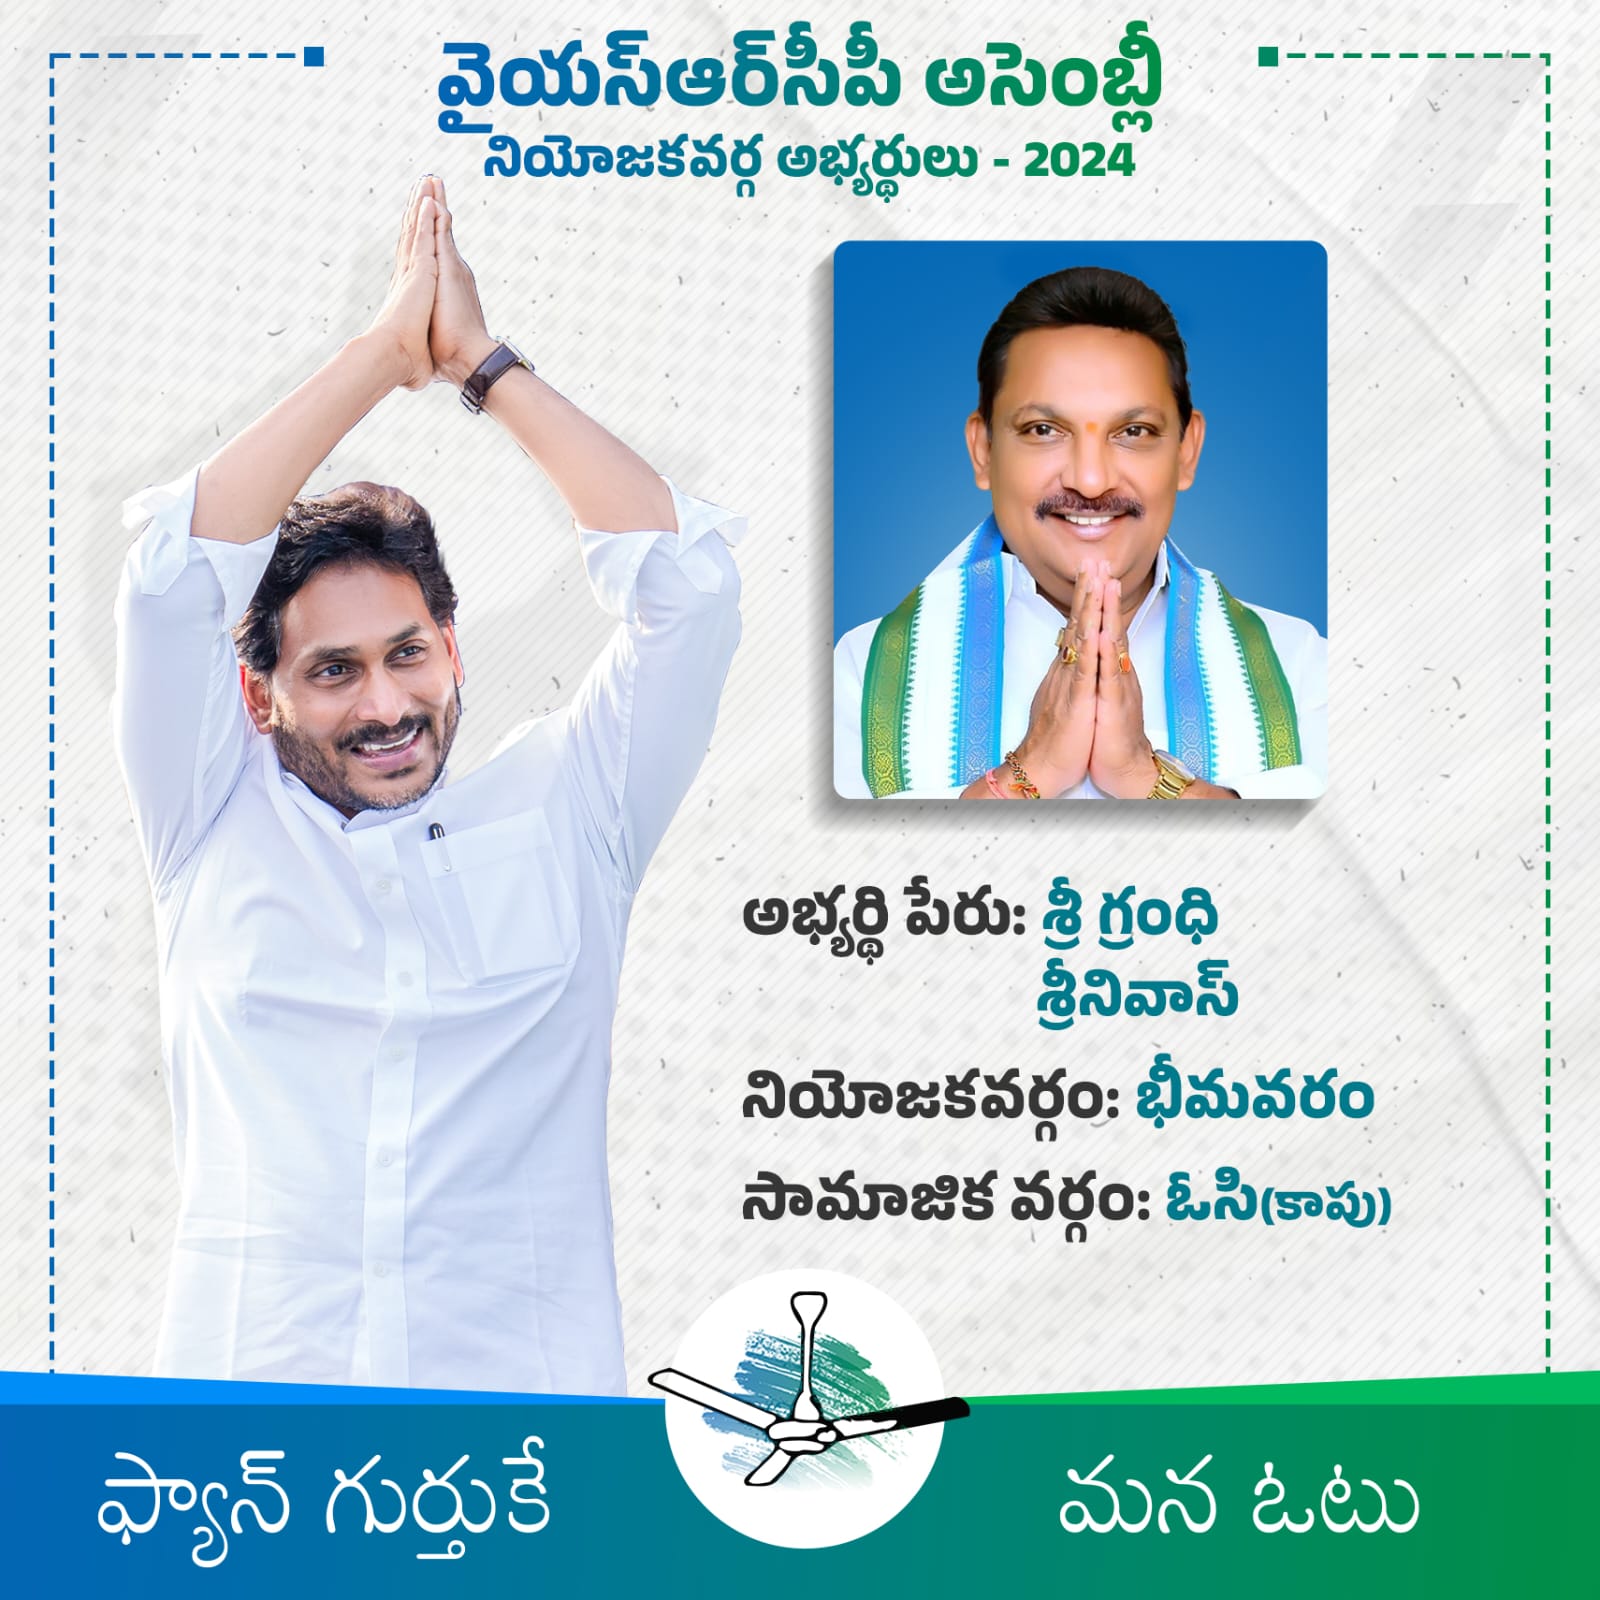 వైయస్ఆర్‌సీపీ అసెంబ్లీ
నియోజకవర్గ అభ్యర్థులు - 2024
అభ్యర్థి పేరు: శ్రీ గ్రంధి
శ్రీనివాస్
నియోజకవర్గం: భీమవరం
సామాజిక వర్గం: ఓసి(కాపు)
ఫ్యాన్ గుర్తుకే
మన ఓటు